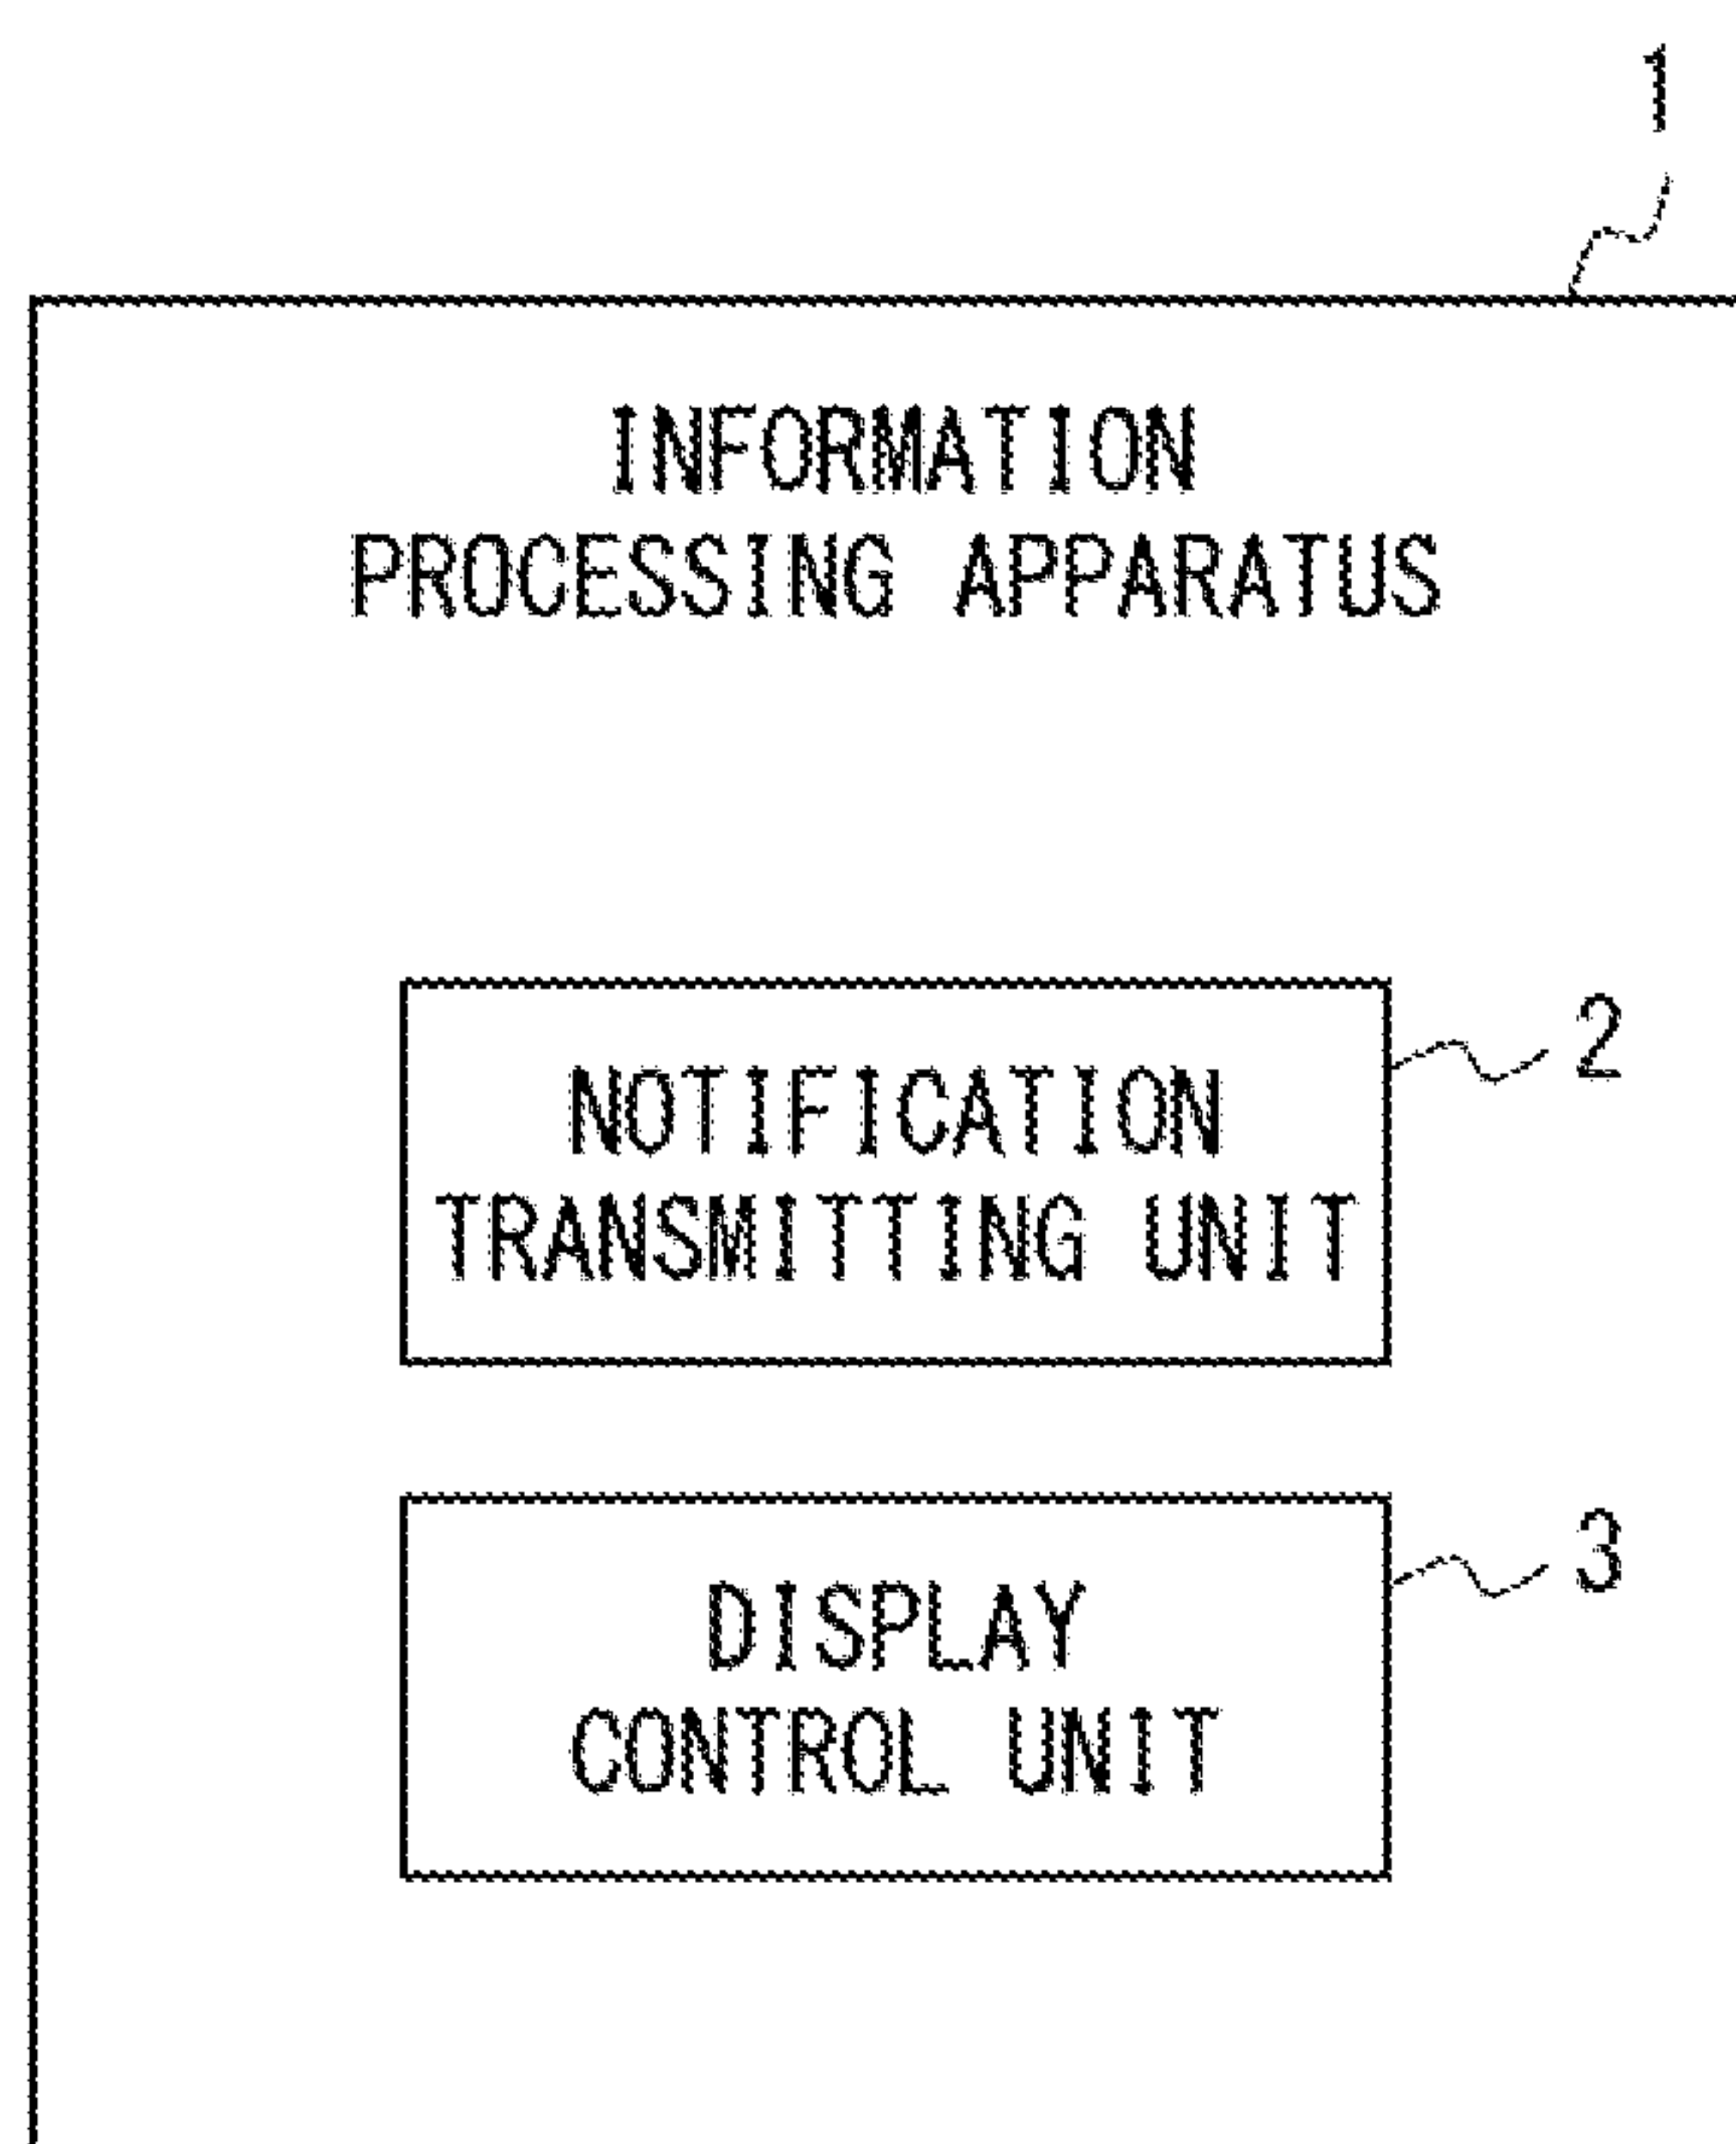 1
INFORMATION
PROCESSING APPARATUS
NOTIFICATION
TRANSMITTING UNIT
2
DISPLAY
CONTROL UNIT
3